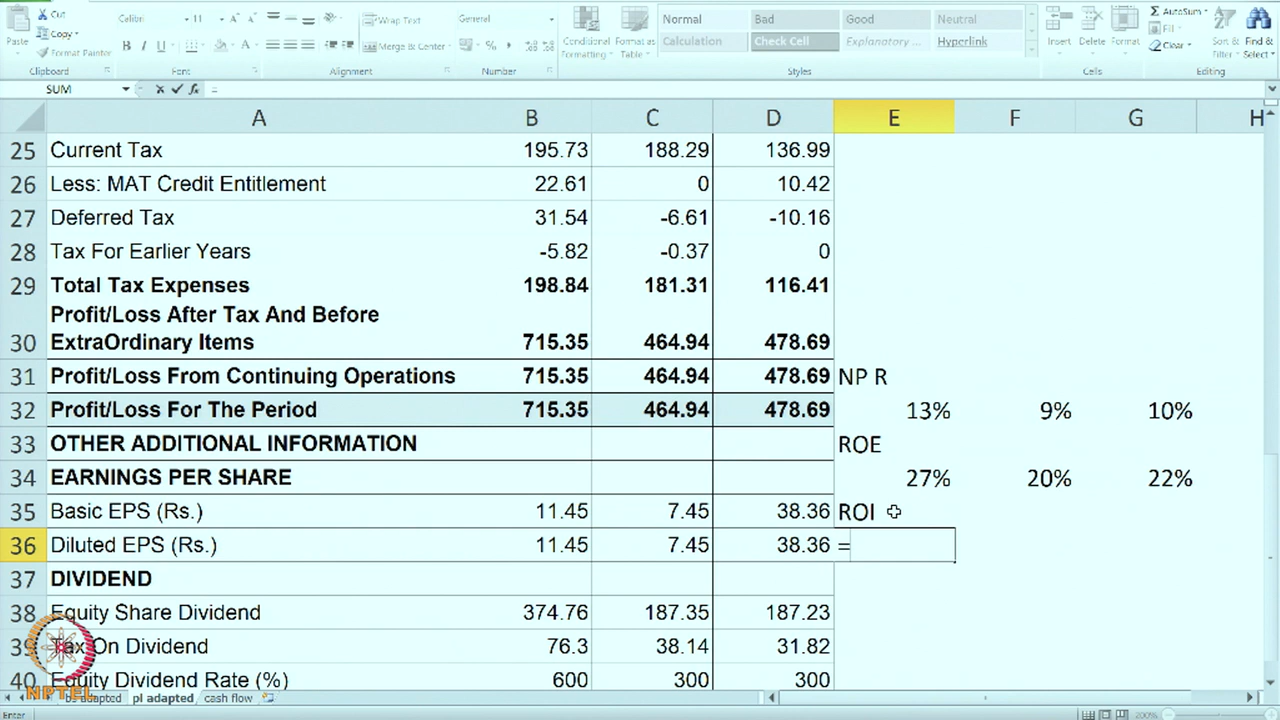 Cut Calibri 11 Wrap Text General Normal Bad Good Neutral AutoSum
Paste Copy Conditional Format as Calculation Check Cell Explanatory ... Hyperlink Insert Delete Format Fill Sort & Find &
Format Painter B I U Merge & Center % Formatting Table Clear Filter Select
Clipboard Font Alignment Number Styles Cells Editing
SUM fx =
A B C D E F G H
25 Current Tax 195.73 188.29 136.99
26 Less: MAT Credit Entitlement 22.61 0 10.42
27 Deferred Tax 31.54 -6.61 -10.16
28 Tax For Earlier Years -5.82 -0.37 0
29 Total Tax Expenses 198.84 181.31 116.41
Profit/Loss After Tax And Before
30 ExtraOrdinary Items 715.35 464.94 478.69
31 Profit/Loss From Continuing Operations 715.35 464.94 478.69 NP R
32 Profit/Loss For The Period 715.35 464.94 478.69 13% 9% 10%
33 OTHER ADDITIONAL INFORMATION ROE
34 EARNINGS PER SHARE 27% 20% 22%
35 Basic EPS (Rs.) 11.45 7.45 38.36 ROI
36 Diluted EPS (Rs.) 11.45 7.45 38.36 =
37 DIVIDEND
38 Equity Share Dividend 374.76 187.35 187.23
39 Tax On Dividend 76.3 38.14 31.82
40 Equity Dividend Rate (%) 600 300 300
NPTEL adapted pl adapted cash flow
Enter 200%